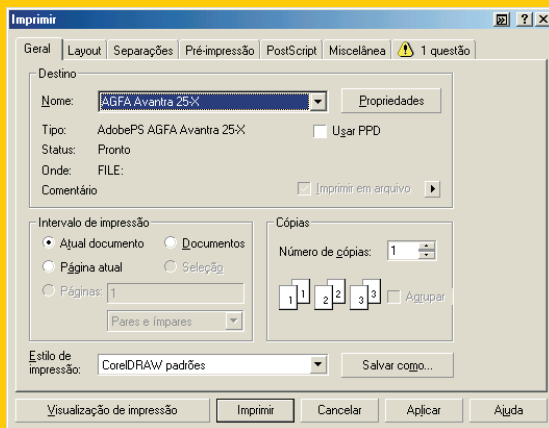 Imprimir
Geral Layout Separações Pré-impressão PostScript Miscelânea 1 questão
Destino
Nome: AGFA Avantra 25-X Propriedades
Tipo: AdobePS AGFA Avantra 25-X Usar PPD
Status: Pronto
Onde: FILE:
Comentário Imprimir em arquivo
Intervalo de impressão Cópias
Atual documento Documentos Número de cópias: 1
Página atual Seleção
Páginas: 1 1 1 2 2 3 3 Agrupar
Pares e ímpares
Estilo de impressão: CorelDRAW padrões Salvar como...
Visualização de impressão Imprimir Cancelar Aplicar Ajuda